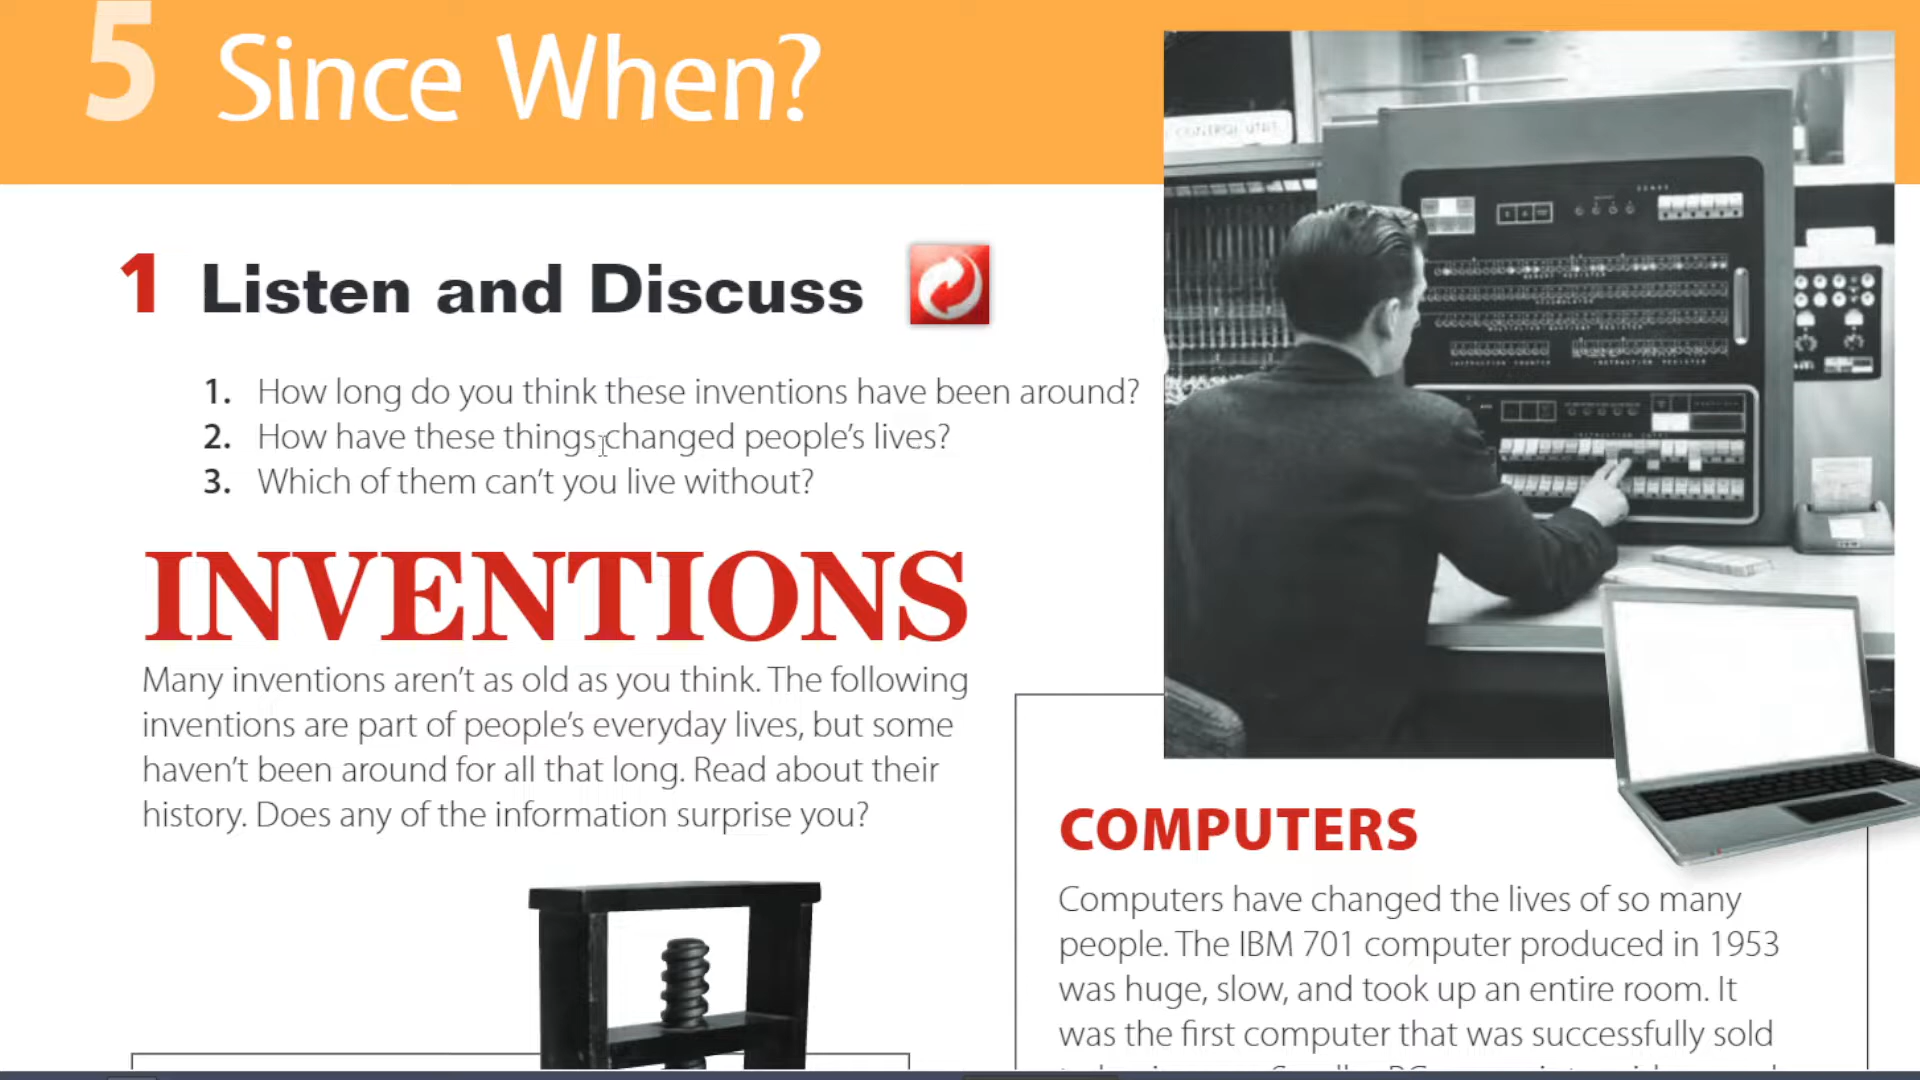 5 Since When?
1 Listen and Discuss
1. How long do you think these inventions have been around?
2. How have these things changed people's lives?
3. Which of them can't you live without?
INVENTIONS
Many inventions aren't as old as you think. The following
inventions are part of people's everyday lives, but some
haven't been around for all that long. Read about their
history. Does any of the information surprise you?
CONTROL UNIT
COMPUTERS
Computers have changed the lives of so many
people. The IBM 701 computer produced in 1953
was huge, slow, and took up an entire room. It
was the first computer that was successfully sold